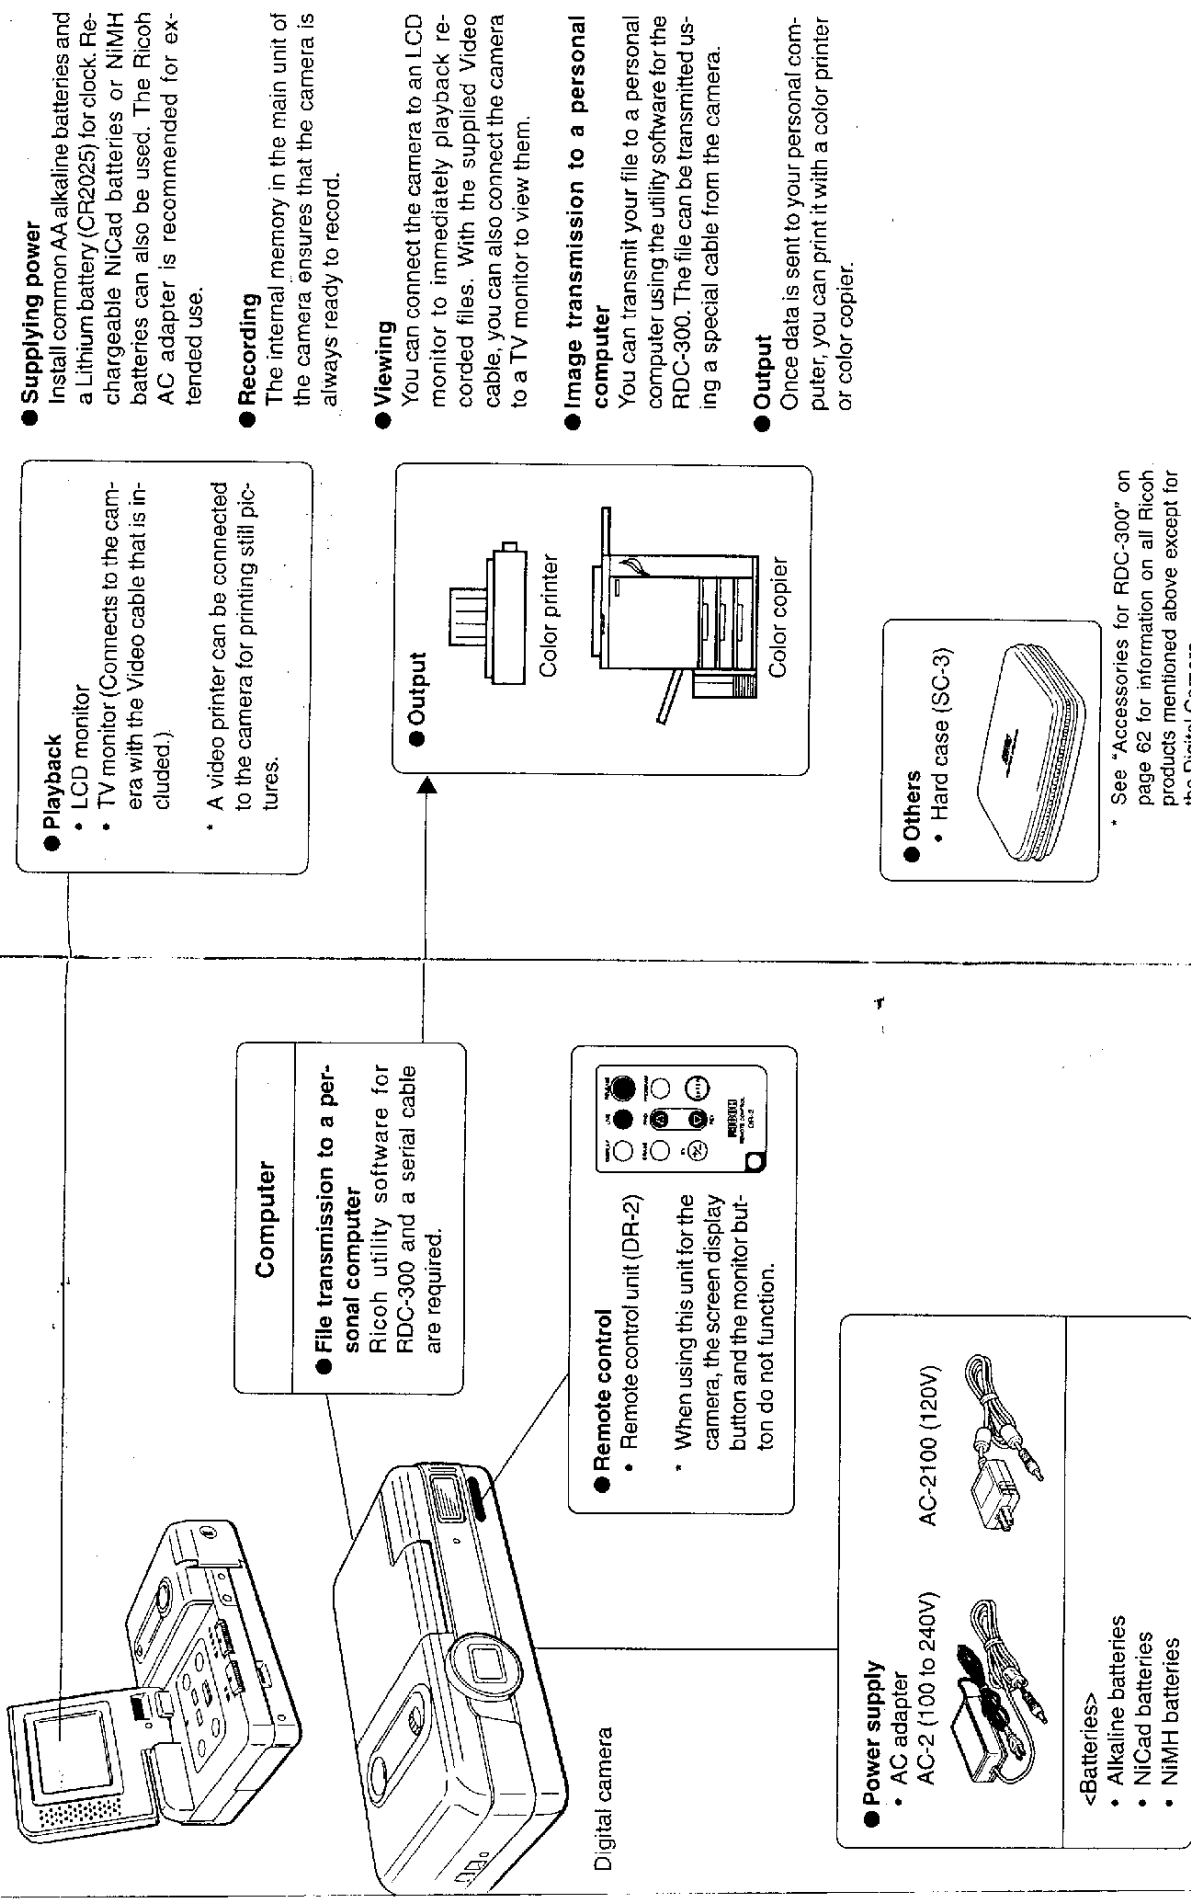 ● Playback
• LCD monitor
• TV monitor (Connects to the cam-
era with the Video cable that is in-
cluded.)
* A video printer can be connected
to the camera for printing still pic-
tures.
Computer
● File transmission to a per-
sonal computer
Ricoh utility software for
RDC-300 and a serial cable
are required.
● Output
Color printer
Color copier
Digital camera
● Remote control
• Remote control unit (DR-2)
* When using this unit for the
camera, the screen display
button and the monitor but-
ton do not function.
RICOH
REMOTE CONTROL
DR-2
● Power supply
• AC adapter
AC-2 (100 to 240V)
AC-2100 (120V)
<Batteries>
• Alkaline batteries
• NiCad batteries
• NiMH batteries
● Others
• Hard case (SC-3)
* See "Accessories for RDC-300" on
page 62 for information on all Ricoh
products mentioned above except for
the Digital Camera.
● Supplying power
Install common AA alkaline batteries and
a Lithium battery (CR2025) for clock. Re-
chargeable NiCad batteries or NiMH
batteries can also be used. The Ricoh
AC adapter is recommended for ex-
tended use.
● Recording
The internal memory in the main unit of
the camera ensures that the camera is
always ready to record.
● Viewing
You can connect the camera to an LCD
monitor to immediately playback re-
corded files. With the supplied Video
cable, you can also connect the camera
to a TV monitor to view them.
● Image transmission to a personal
computer
You can transmit your file to a personal
computer using the utility software for the
RDC-300. The file can be transmitted us-
ing a special cable from the camera.
● Output
Once data is sent to your personal com-
puter, you can print it with a color printer
or color copier.